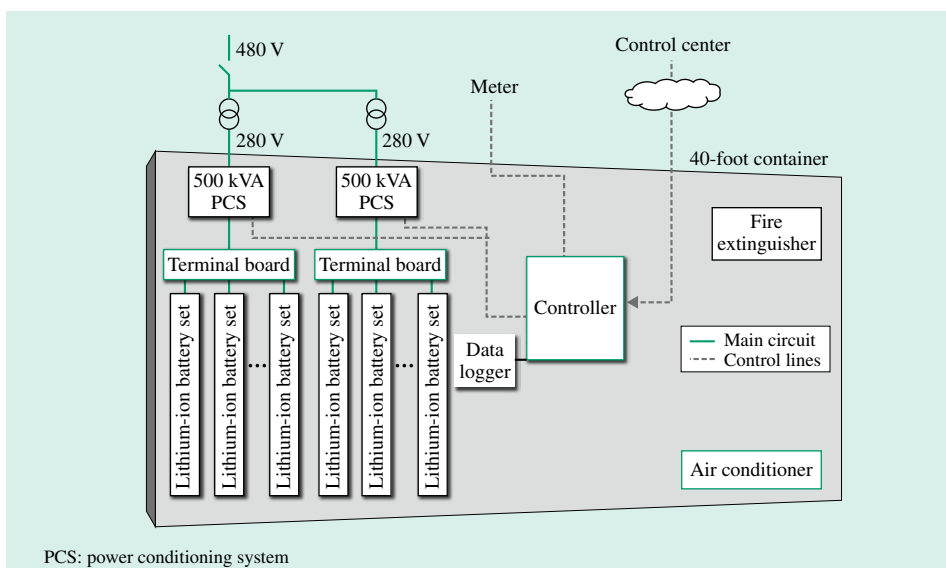 480 V
Control center
Meter
280 V
280 V
40-foot container
500 kVA
PCS
500 kVA
PCS
Fire
extinguisher
Terminal board
Terminal board
Controller
Lithium-ion battery set
Lithium-ion battery set
...
Lithium-ion battery set
Lithium-ion battery set
Lithium-ion battery set
...
Lithium-ion battery set
Data
logger
Main circuit
Control lines
Air conditioner
PCS: power conditioning system